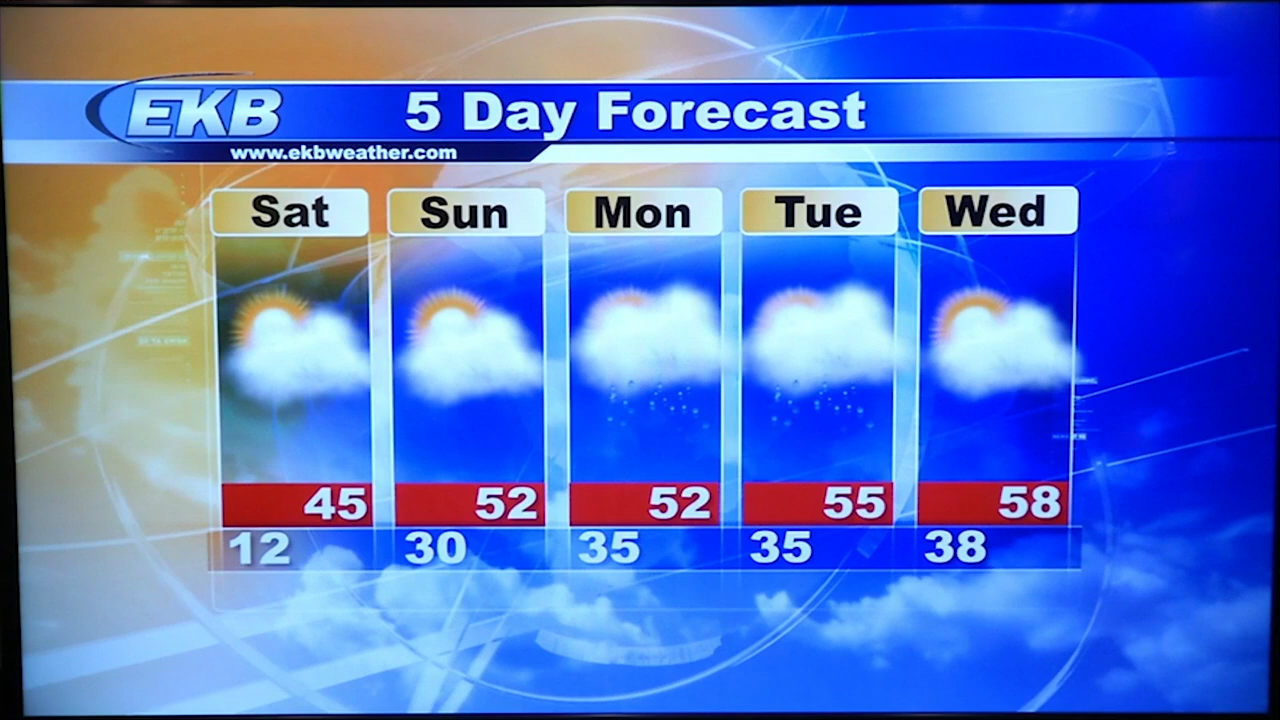 EKB 5 Day Forecast
www.ekbweather.com
Sat Sun Mon Tue Wed
45 52 52 55 58
12 30 35 35 38